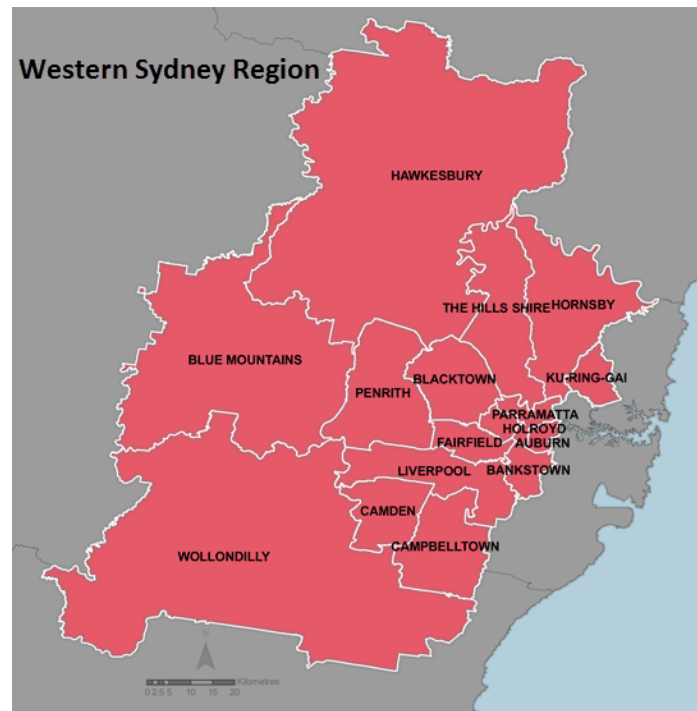 Western Sydney Region
HAWKESBURY
THE HILLS SHIRE
HORNSBY
BLUE MOUNTAINS
KU-RING-GAI
BLACKTOWN
PENRITH
PARRAMATTA
HOLROYD
FAIRFIELD
AUBURN
LIVERPOOL
BANKSTOWN
CAMDEN
CAMPBELLTOWN
WOLLONDILLY
N
Kilometres
0 2.5 5 10 15 20